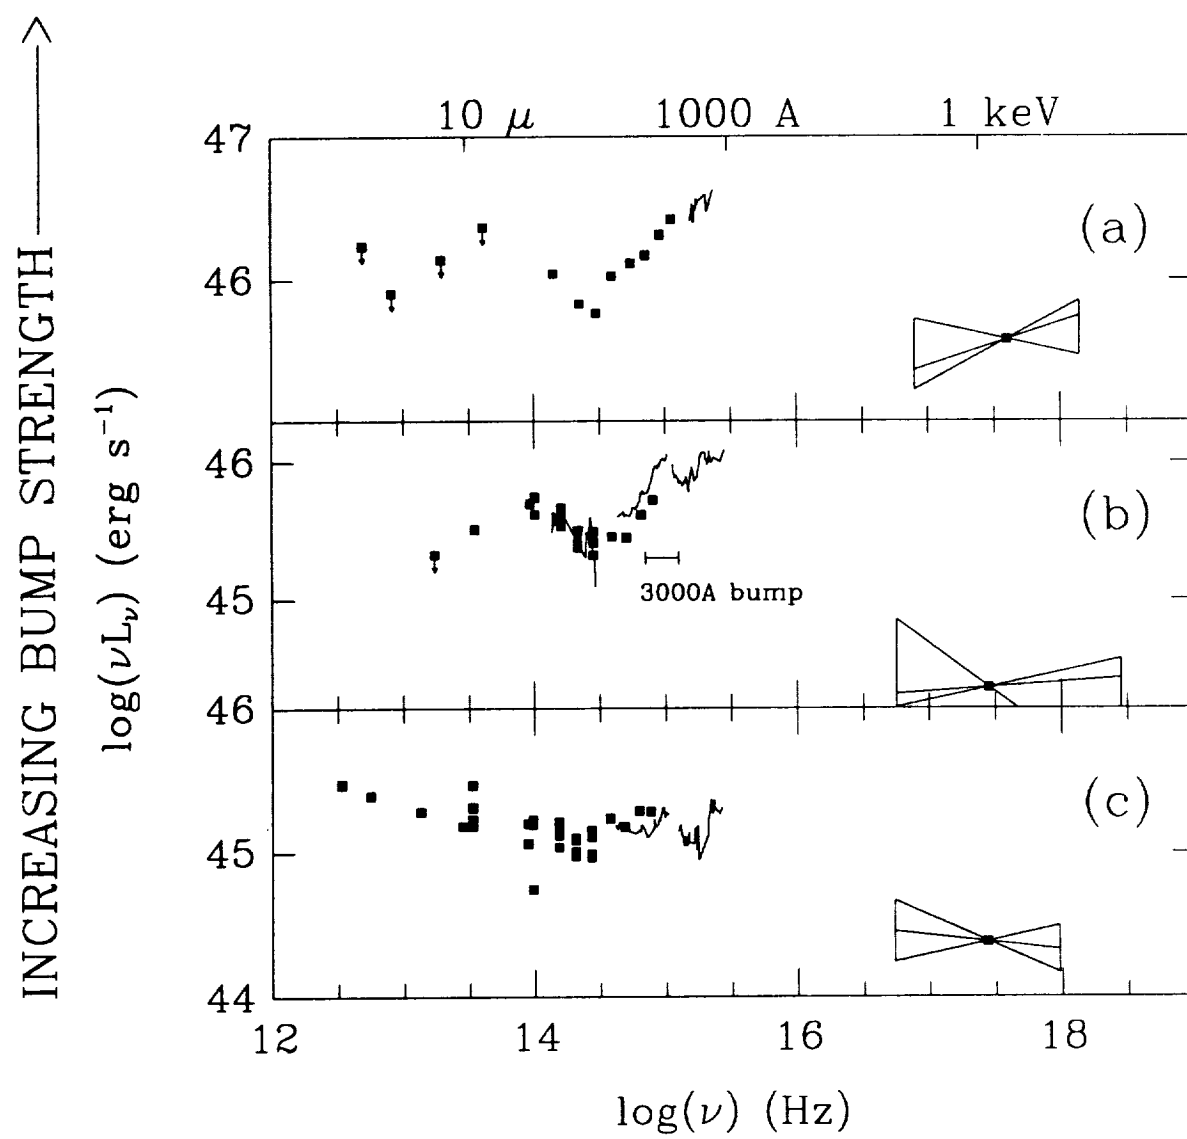 INCREASING BUMP STRENGTH
10 μ 1000 A 1 keV
47
(a)
46
log(νLν) (erg s⁻¹)
46
(b)
45
3000A bump
46
(c)
45
44
12 14 16 18
log(ν) (Hz)